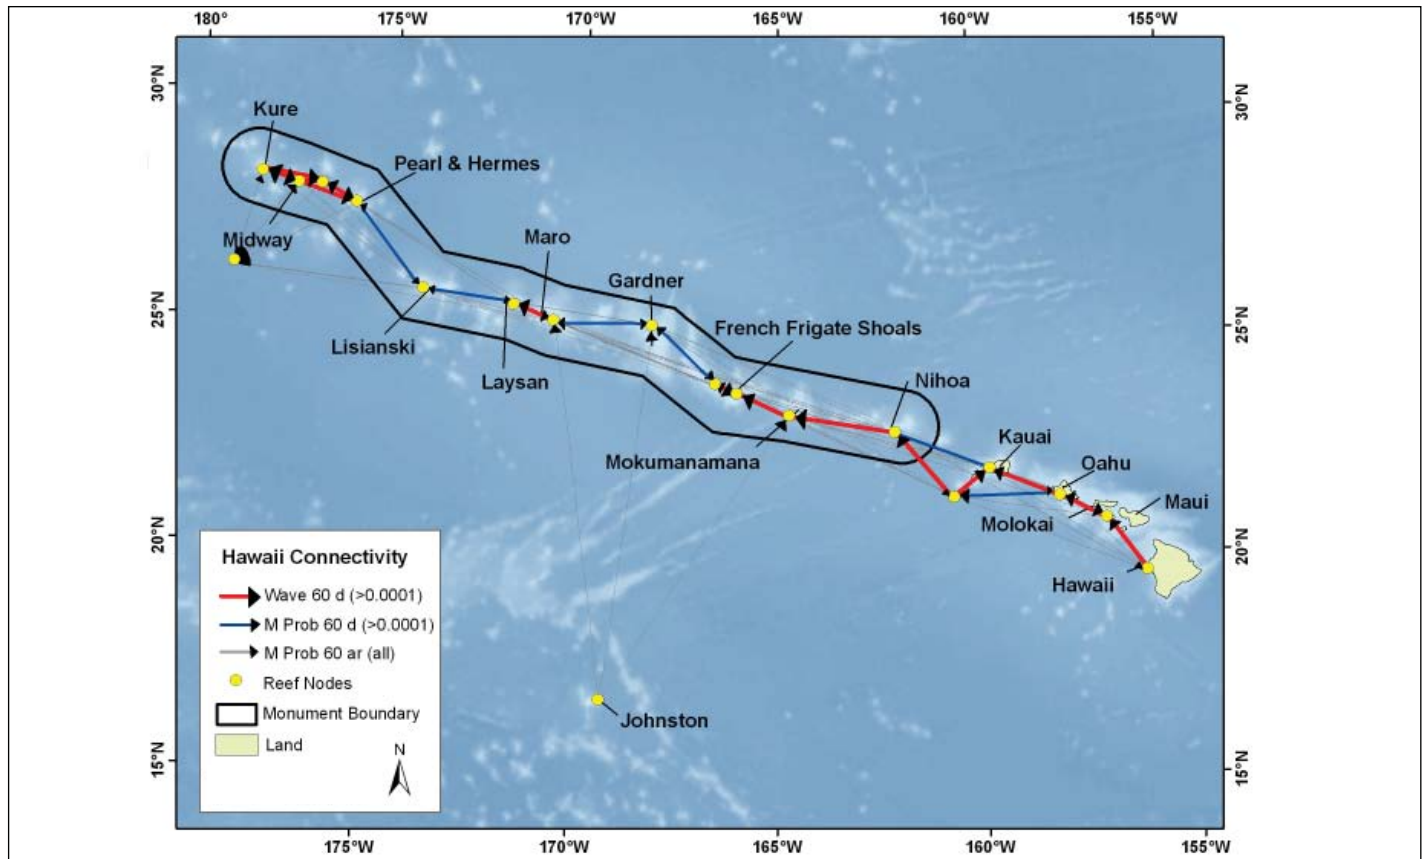 180° 175°W 170°W 165°W 160°W 155°W
30°N
30°N
Kure
Pearl & Hermes
Midway
Maro
Gardner
25°N
25°N
French Frigate Shoals
Lisianski
Laysan
Nihoa
Kauai
Mokumanamana
Oahu
Maui
Molokai
20°N
20°N
Hawaii
Hawaii Connectivity
Wave 60 d (>0.0001)
M Prob 60 d (>0.0001)
M Prob 60 ar (all)
Reef Nodes
Monument Boundary
Land
N
Johnston
15°N
15°N
175°W 170°W 165°W 160°W 155°W